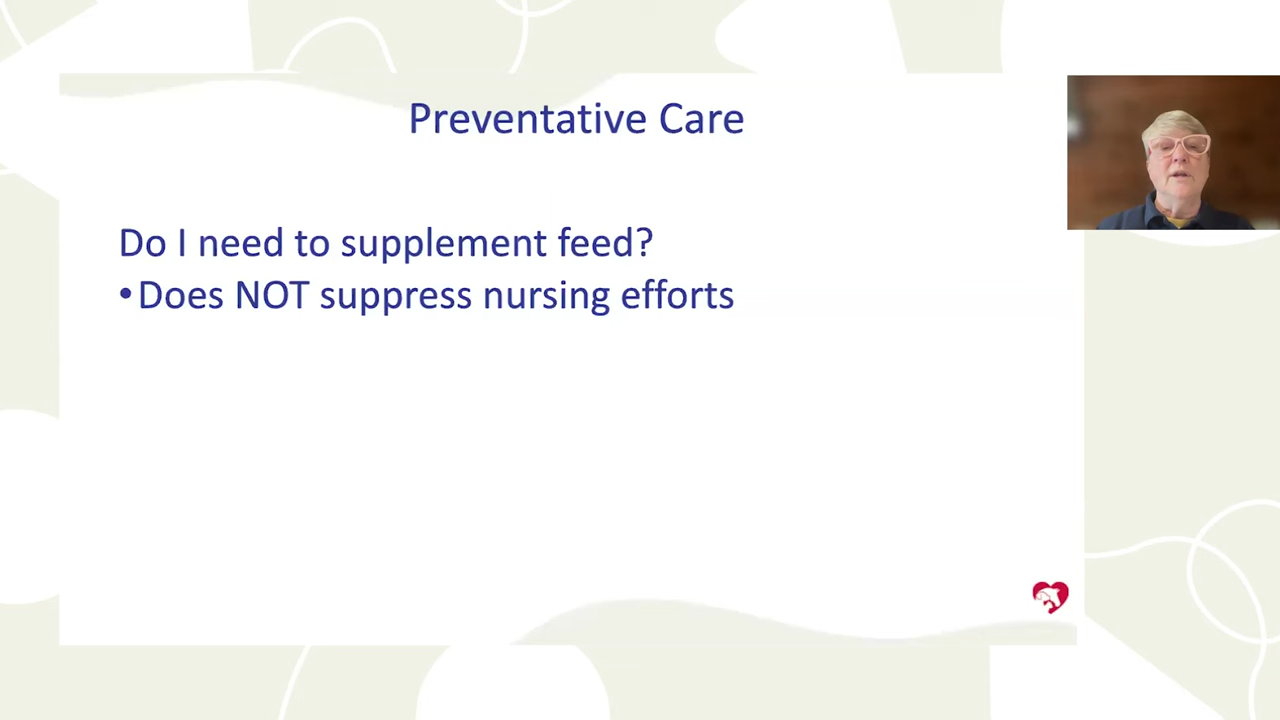 Preventative Care
Do I need to supplement feed?
•Does NOT suppress nursing efforts